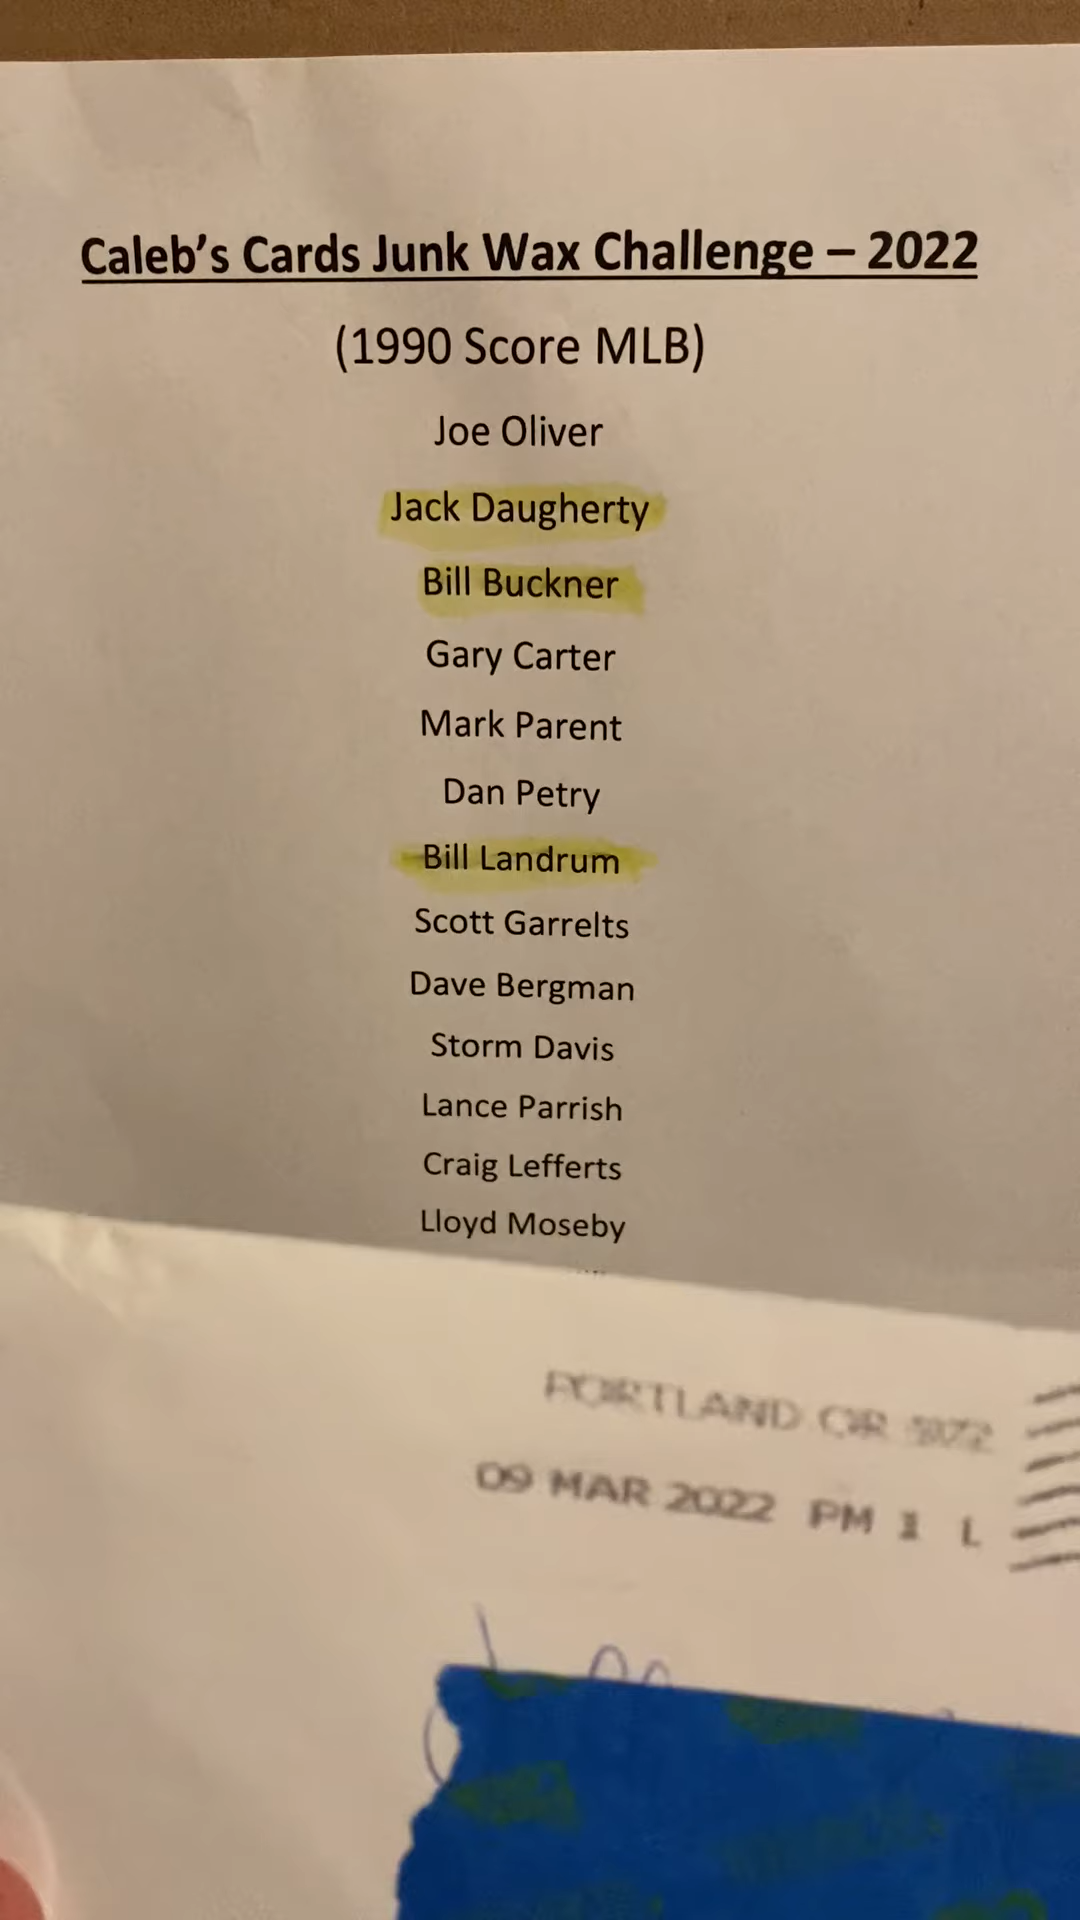 Caleb's Cards Junk Wax Challenge – 2022
(1990 Score MLB)
Joe Oliver
Jack Daugherty
Bill Buckner
Gary Carter
Mark Parent
Dan Petry
Bill Landrum
Scott Garrelts
Dave Bergman
Storm Davis
Lance Parrish
Craig Lefferts
Lloyd Moseby
PORTLAND OR 972
09 MAR 2022 PM 1 L